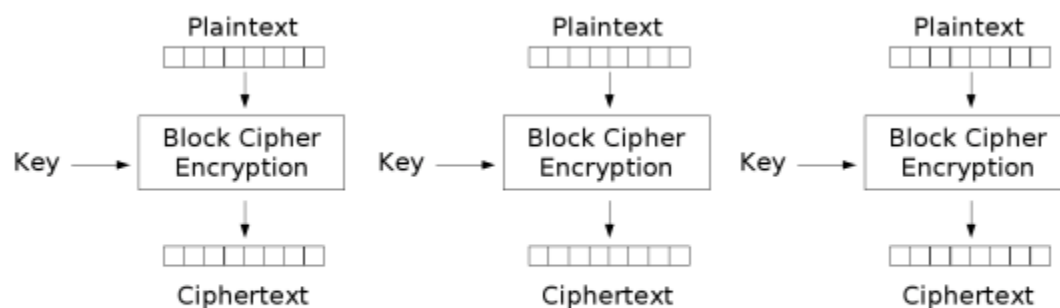 Plaintext
Plaintext
Plaintext
Key
Block Cipher
Encryption
Key
Block Cipher
Encryption
Key
Block Cipher
Encryption
Ciphertext
Ciphertext
Ciphertext